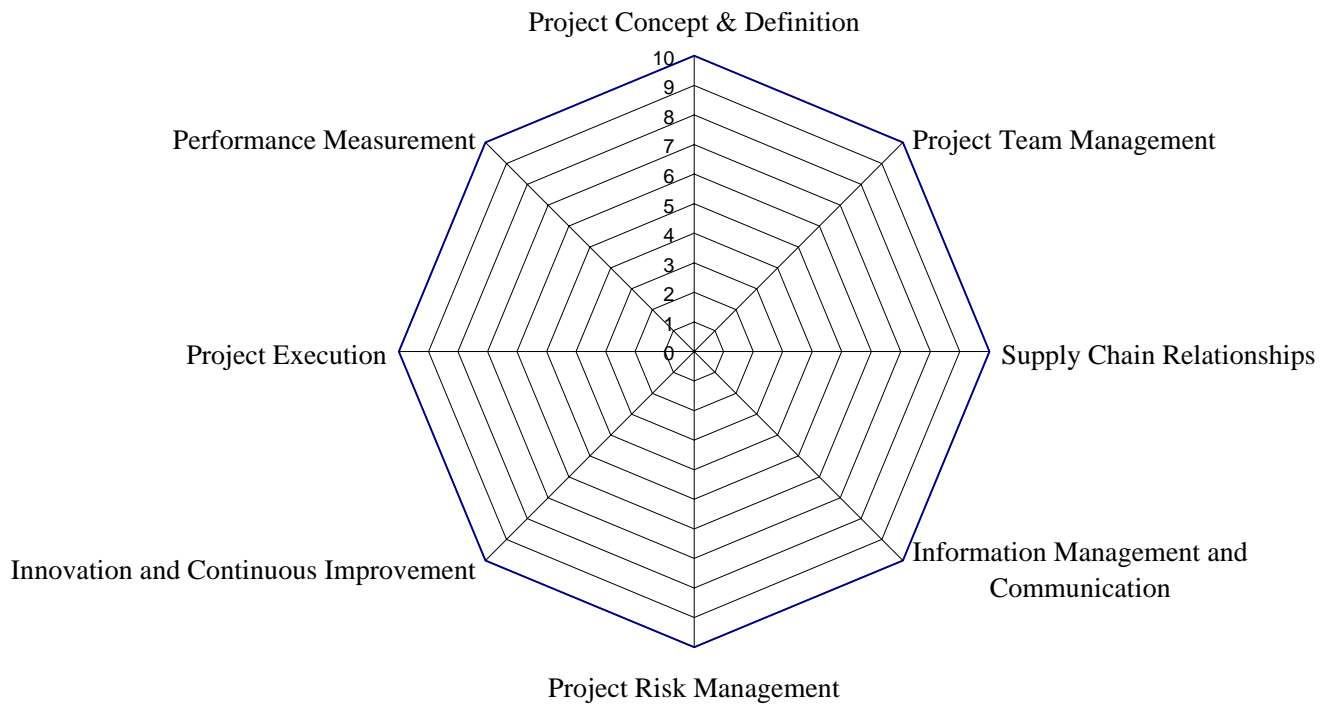 Project Concept & Definition
10
9
8
7
6
5
4
3
2
1
0
Performance Measurement
Project Team Management
Project Execution
Supply Chain Relationships
Innovation and Continuous Improvement
Information Management and
Communication
Project Risk Management